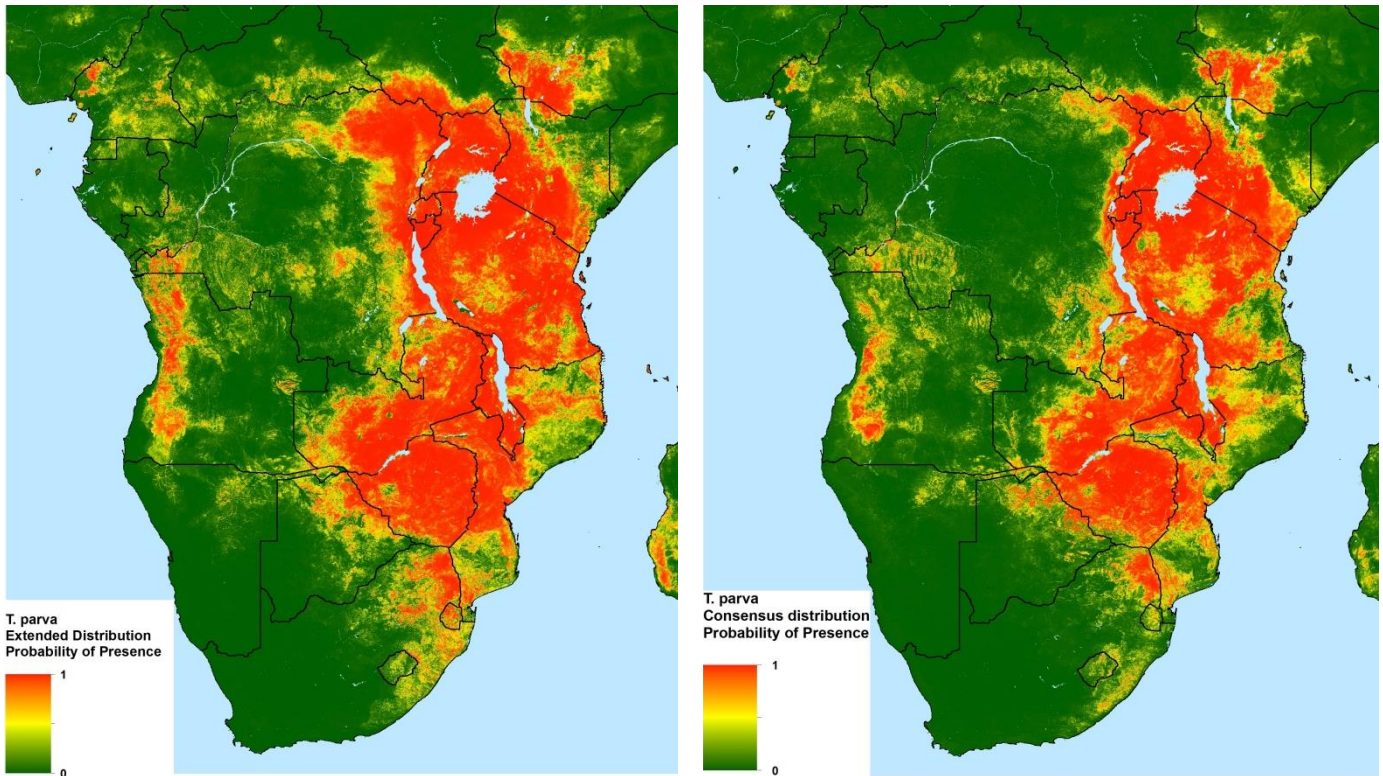 T. parva
Extended Distribution
Probability of Presence
1
0
T. parva
Consensus distribution
Probability of Presence
1
0